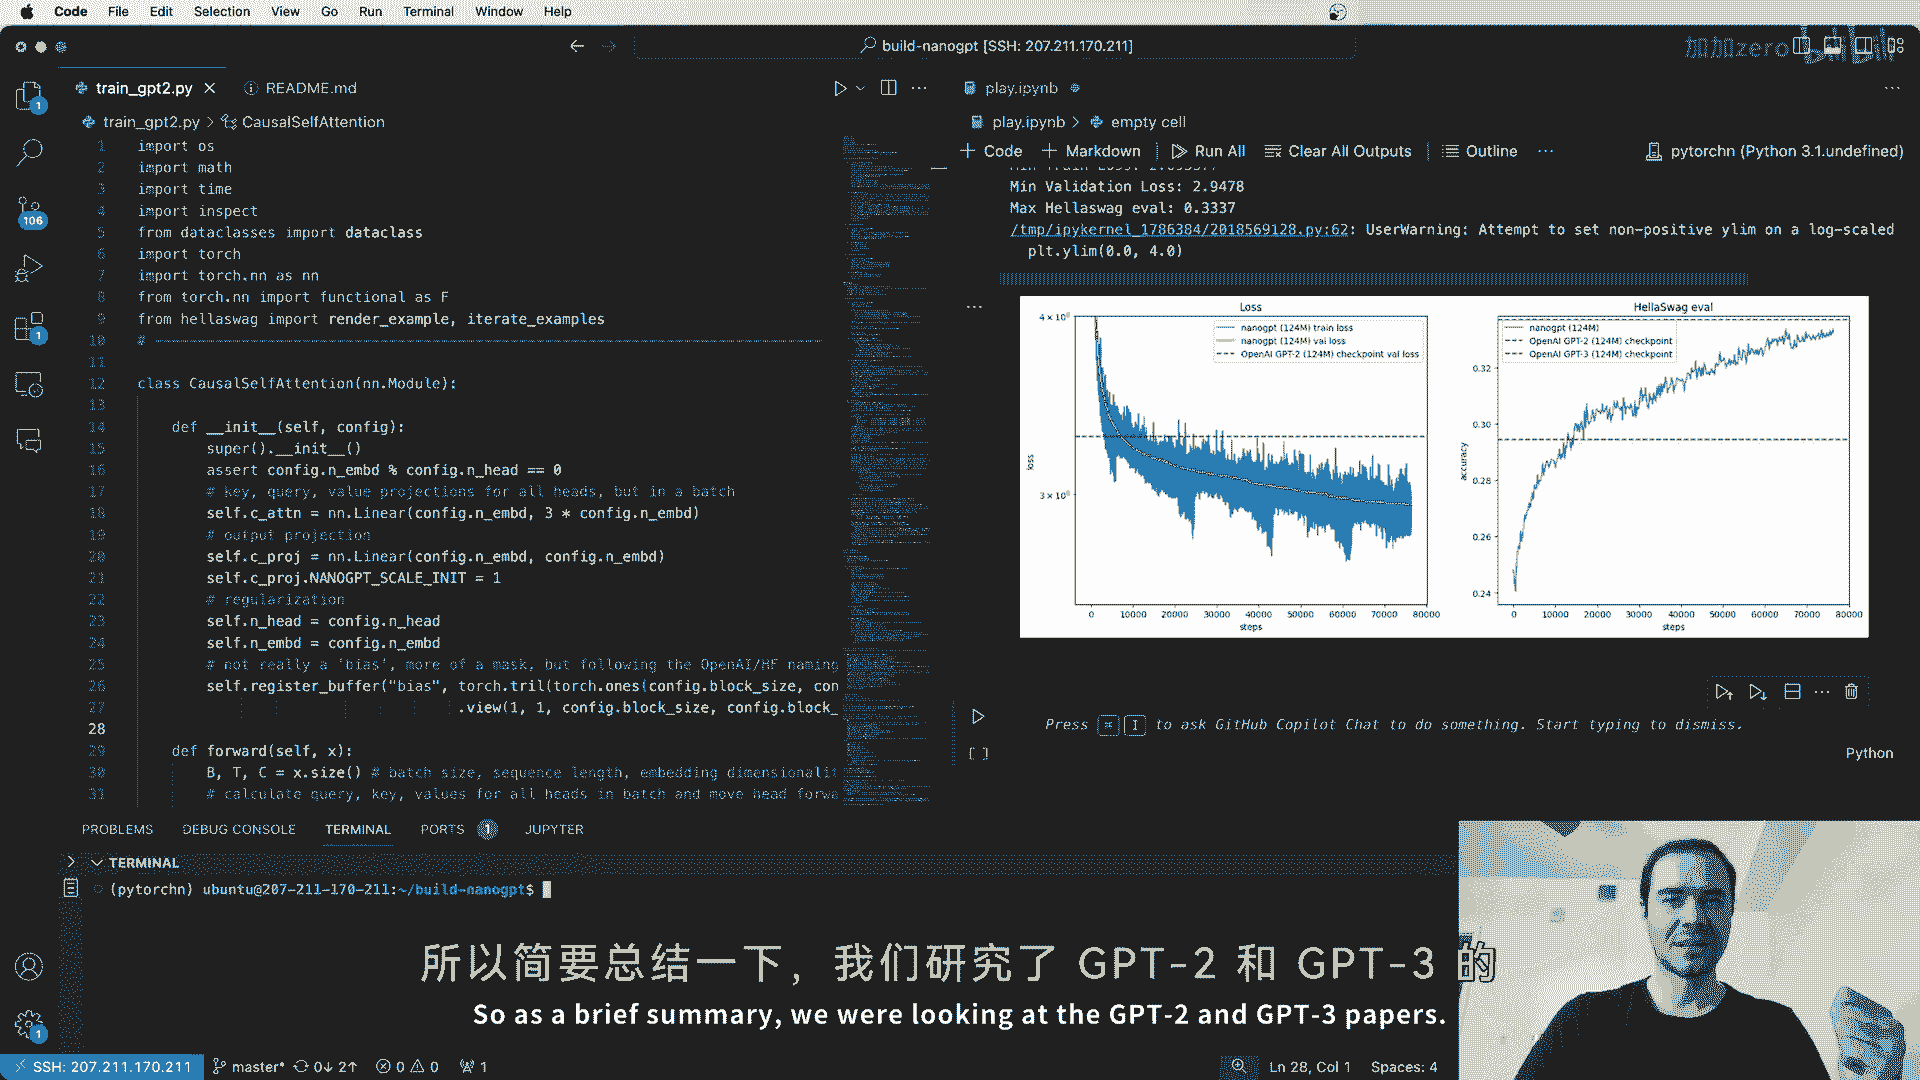 Code File Edit Selection View Go Run Terminal Window Help
build-nanogpt [SSH: 207.211.170.211]
加加zero bilibili
train_gpt2.py
README.md
train_gpt2.py > CausalSelfAttention
1 import os
2 import math
3 import time
4 import inspect
5 from dataclasses import dataclass
6 import torch
7 import torch.nn as nn
8 from torch.nn import functional as F
9 from hellaswag import render_example, iterate_examples
10 #
11
12 class CausalSelfAttention(nn.Module):
13
14 def __init__(self, config):
15 super().__init__()
16 assert config.n_embd % config.n_head == 0
17 # key, query, value projections for all heads, but in a batch
18 self.c_attn = nn.Linear(config.n_embd, 3 * config.n_embd)
19 # output projection
20 self.c_proj = nn.Linear(config.n_embd, config.n_embd)
21 self.c_proj.NANOGPT_SCALE_INIT = 1
22 # regularization
23 self.n_head = config.n_head
24 self.n_embd = config.n_embd
25 # not really a 'bias', more of a mask, but following the OpenAI/HF naming
26 self.register_buffer("bias", torch.tril(torch.ones(config.block_size, con
27 .view(1, 1, config.block_size, config.block_
28
29 def forward(self, x):
30 B, T, C = x.size() # batch size, sequence length, embedding dimensionalit
31 # calculate query, key, values for all heads in batch and move head forwa
1
106
1
1
play.ipynb
play.ipynb > empty cell
+ Code + Markdown Run All Clear All Outputs Outline ... pytorchn (Python 3.1.undefined)
Min Validation Loss: 2.9478
Max Hellaswag eval: 0.3337
/tmp/ipykernel_1786384/2018569128.py:62: UserWarning: Attempt to set non-positive ylim on a log-scaled
plt.ylim(0.0, 4.0)
Loss
4 × 10⁰
3 × 10⁰
loss
nanogpt (124M) train loss
nanogpt (124M) val loss
OpenAI GPT-2 (124M) checkpoint val loss
0 10000 20000 30000 40000 50000 60000 70000 80000
steps
HellaSwag eval
nanogpt (124M)
OpenAI GPT-2 (124M) checkpoint
OpenAI GPT-3 (124M) checkpoint
0.32
0.30
0.28
0.26
0.24
accuracy
0 10000 20000 30000 40000 50000 60000 70000 80000
steps
Press ⌘ I to ask GitHub Copilot Chat to do something. Start typing to dismiss.
[ ]
Python
PROBLEMS DEBUG CONSOLE TERMINAL PORTS 1 JUPYTER
TERMINAL
(pytorchn) ubuntu@207-211-170-211:~/build-nanogpt$
所以简要总结一下，我们研究了 GPT-2 和 GPT-3 的
So as a brief summary, we were looking at the GPT-2 and GPT-3 papers.
SSH: 207.211.170.211 master* 0↓ 2↑ 0 0 1
Ln 28, Col 1 Spaces: 4